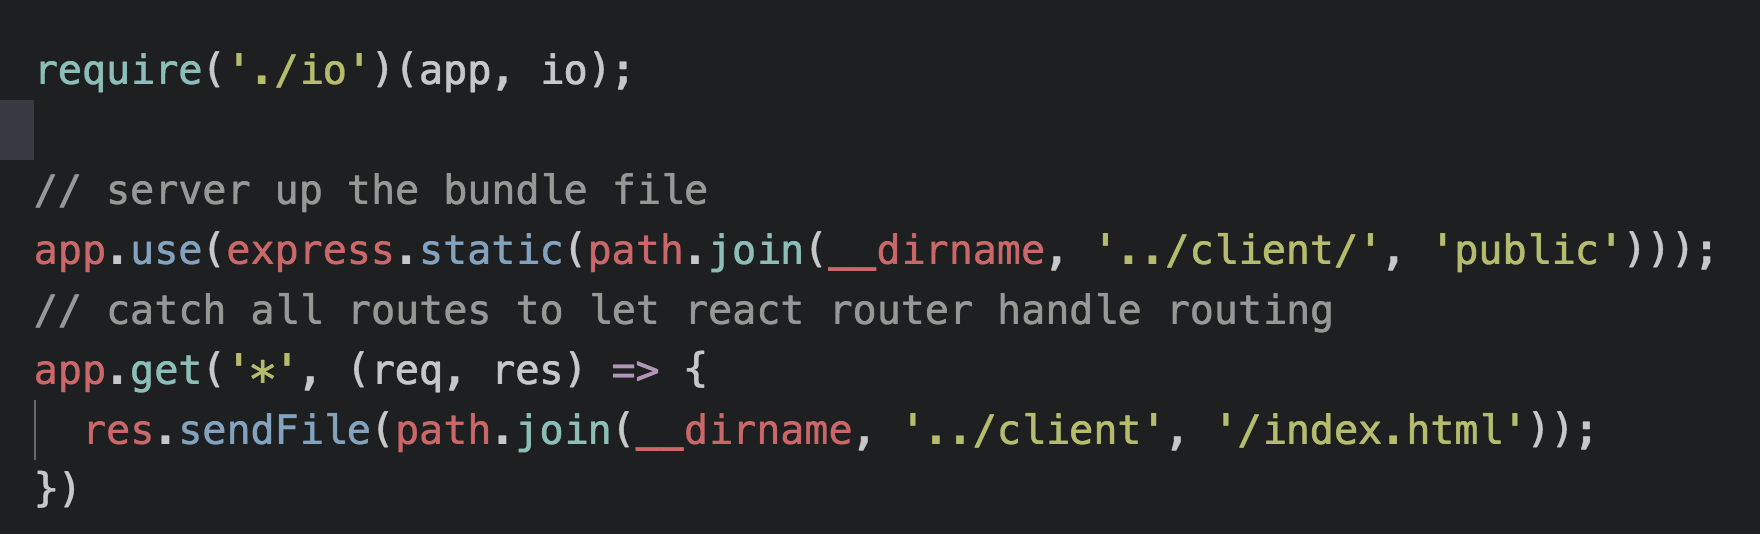 require('./io')(app, io);
// server up the bundle file
app.use(express.static(path.join(__dirname, '../client/', 'public')));
// catch all routes to let react router handle routing
app.get('*', (req, res) => {
  res.sendFile(path.join(__dirname, '../client', '/index.html'));
})